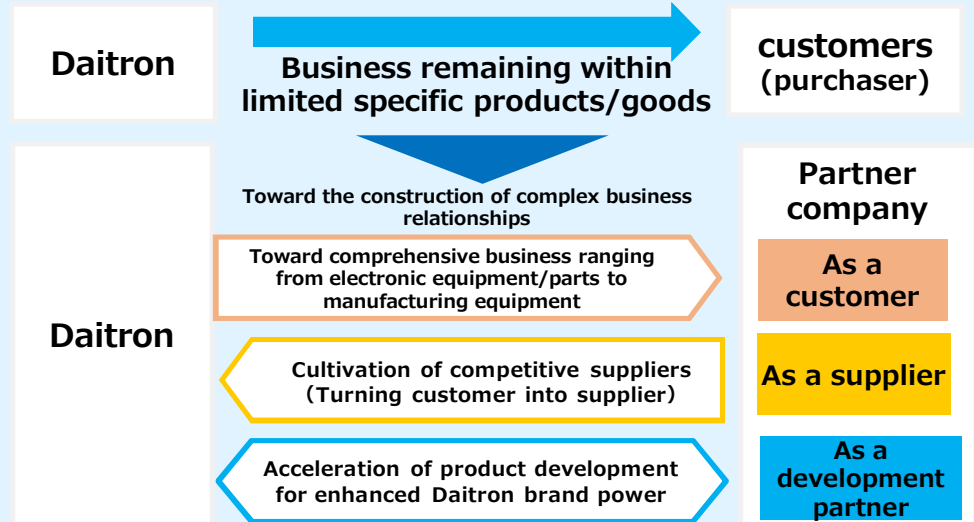 Daitron
Business remaining within
limited specific products/goods
customers
(purchaser)
Toward the construction of complex business
relationships
Daitron
Partner
company
Toward comprehensive business ranging
from electronic equipment/parts to
manufacturing equipment
As a
customer
Cultivation of competitive suppliers
(Turning customer into supplier)
As a supplier
Acceleration of product development
for enhanced Daitron brand power
As a
development
partner